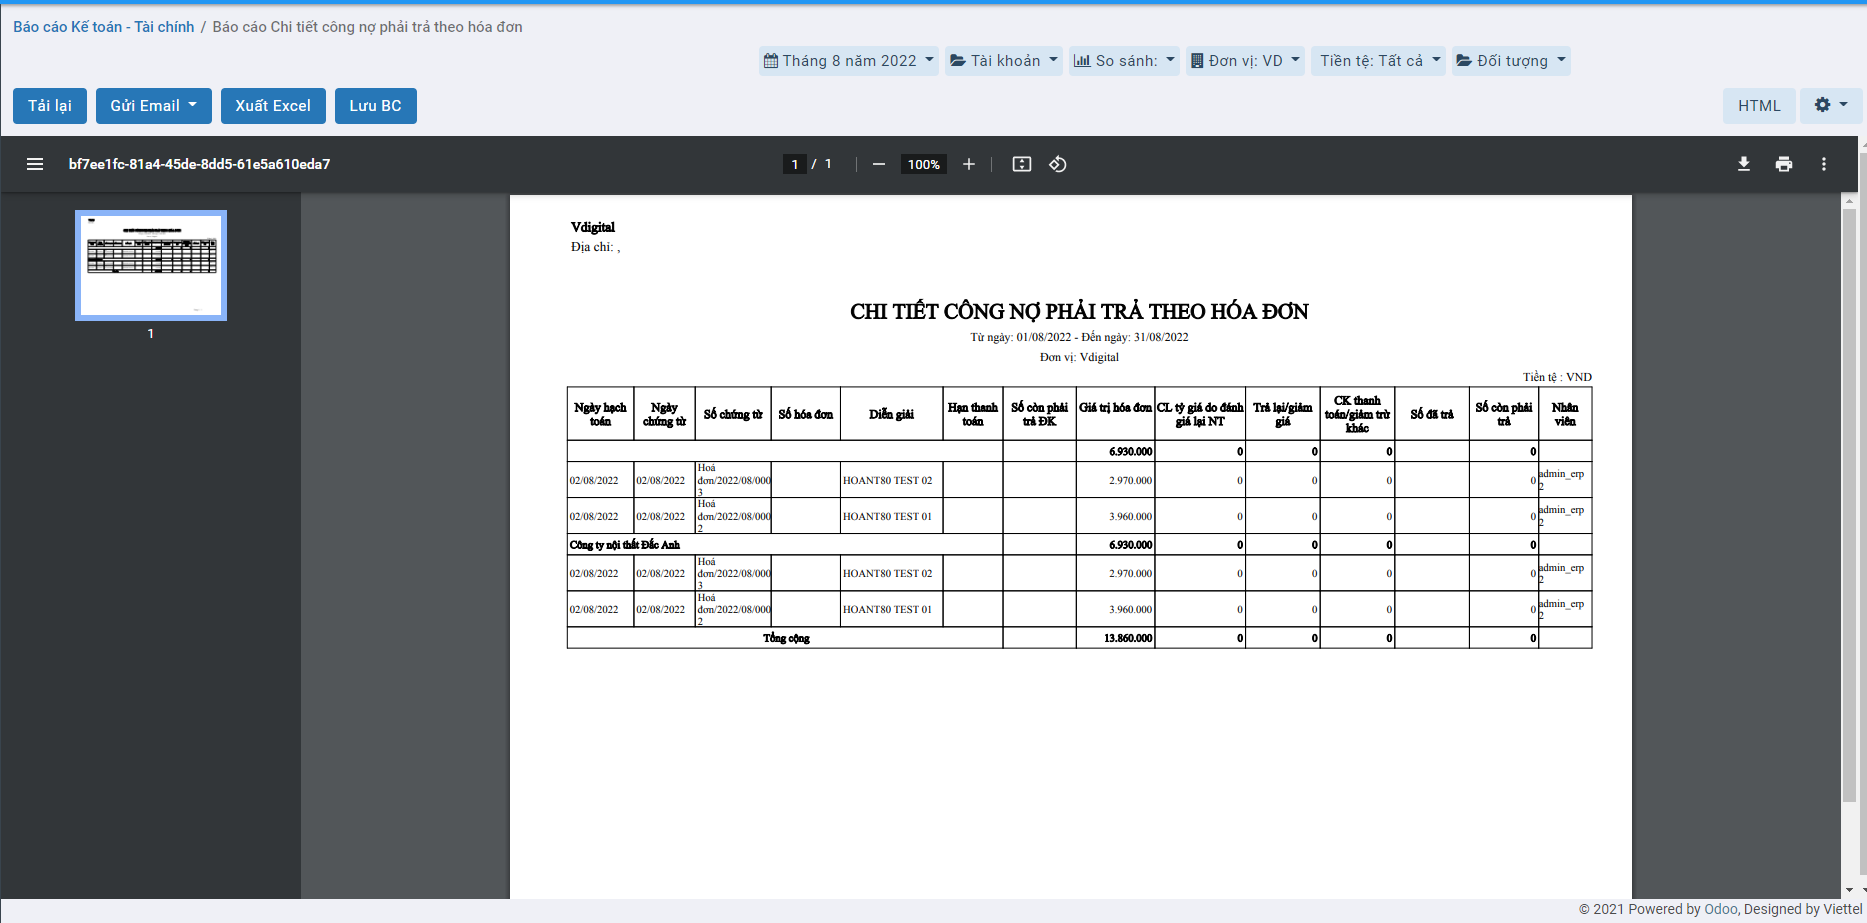 Báo cáo Kế toán - Tài chính / Báo cáo Chi tiết công nợ phải trả theo hóa đơn
Tháng 8 năm 2022 Tài khoản So sánh: Đơn vị: VD Tiền tệ: Tất cả Đối tượng
Tải lại Gửi Email Xuất Excel Lưu BC HTML
bf7ee1fc-81a4-45de-8dd5-61e5a610eda7 1 / 1 100%
Vdigital
Địa chỉ: ,
CHI TIẾT CÔNG NỢ PHẢI TRẢ THEO HÓA ĐƠN
Từ ngày: 01/08/2022 - Đến ngày: 31/08/2022
Đơn vị: Vdigital
Tiền tệ : VND
Ngày hạch toán Ngày chứng từ Số chứng từ Số hóa đơn Diễn giải Hạn thanh toán Số còn phải trả ĐK Giá trị hóa đơn CL tỷ giá do đánh giá lại NT Trả lại/giảm giá CK thanh toán/giảm trừ khác Số đã trả Số còn phải trả Nhân viên
6.930.000 0 0 0 0
02/08/2022 02/08/2022 Hoá đơn/2022/08/0003 HOANT80 TEST 02 2.970.000 0 0 0 0 admin_erp2
02/08/2022 02/08/2022 Hoá đơn/2022/08/0002 HOANT80 TEST 01 3.960.000 0 0 0 0 admin_erp2
Công ty nội thất Đắc Anh 6.930.000 0 0 0 0
02/08/2022 02/08/2022 Hoá đơn/2022/08/0003 HOANT80 TEST 02 2.970.000 0 0 0 0 admin_erp2
02/08/2022 02/08/2022 Hoá đơn/2022/08/0002 HOANT80 TEST 01 3.960.000 0 0 0 0 admin_erp2
Tổng cộng 13.860.000 0 0 0 0
1
© 2021 Powered by Odoo, Designed by Viettel